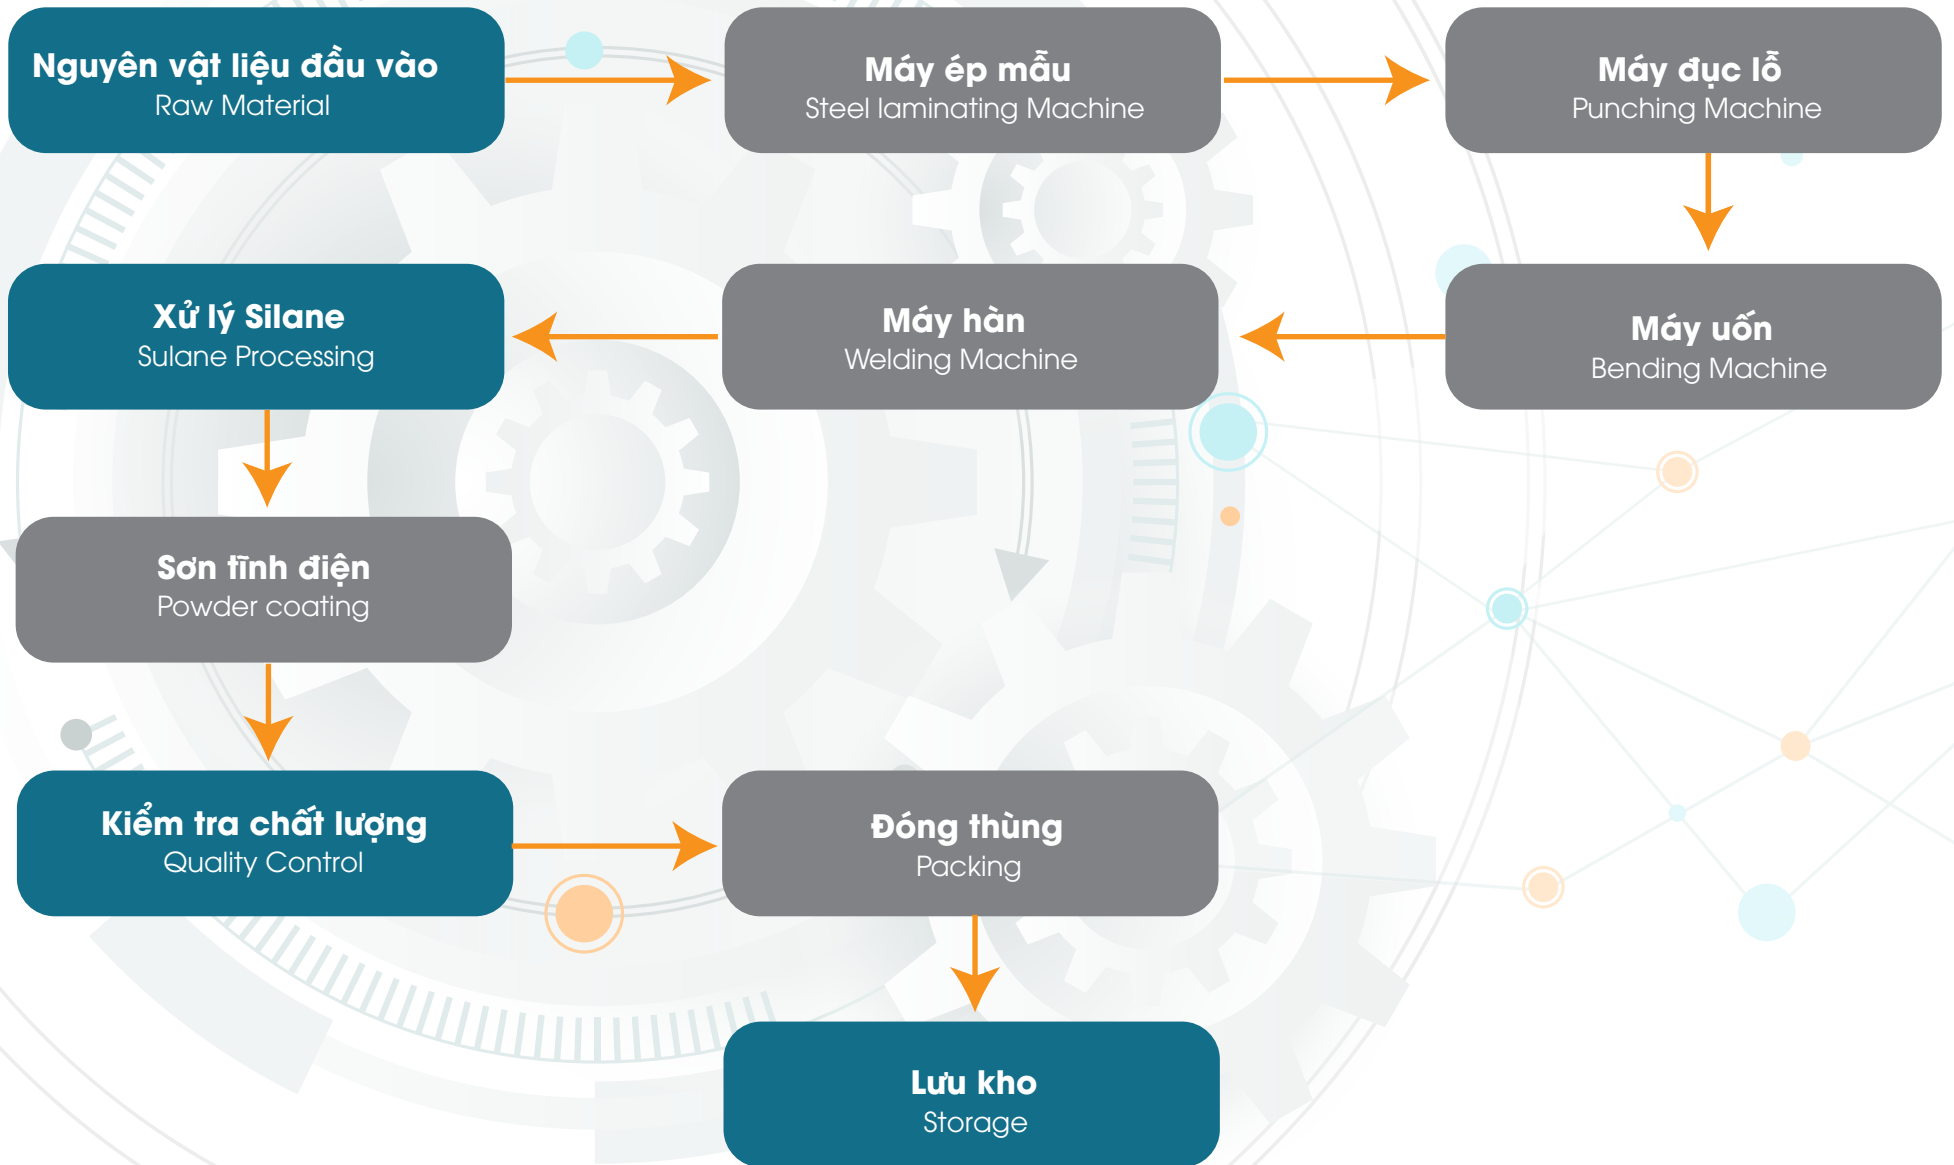 Nguyên vật liệu đầu vào
Raw Material
Máy ép mẫu
Steel laminating Machine
Máy đục lỗ
Punching Machine
Máy uốn
Bending Machine
Máy hàn
Welding Machine
Xử lý Silane
Sulane Processing
Sơn tĩnh điện
Powder coating
Kiểm tra chất lượng
Quality Control
Đóng thùng
Packing
Lưu kho
Storage